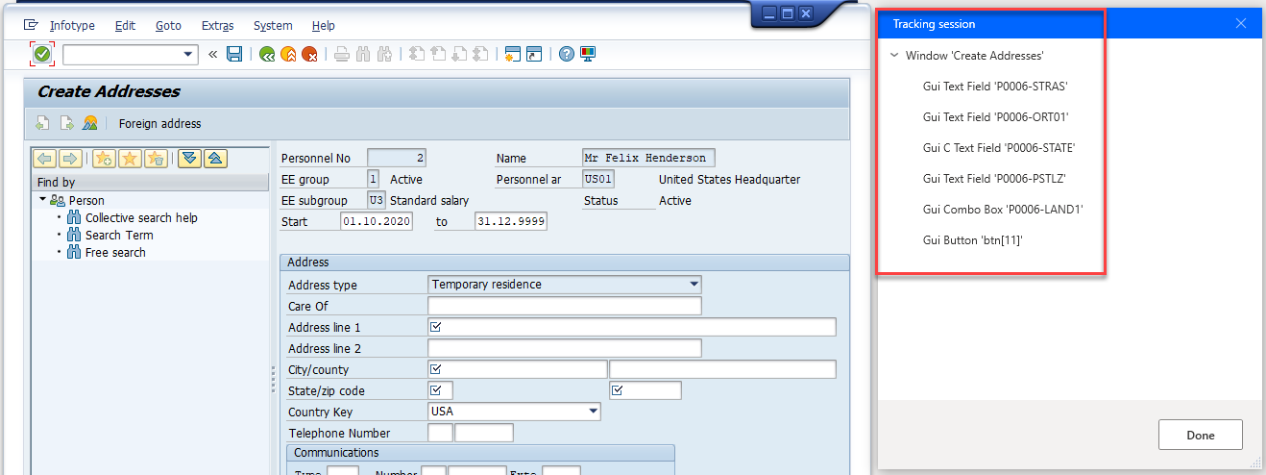 Infotype Edit Goto Extras System Help
Create Addresses
Foreign address
Find by
Person
Collective search help
Search Term
Free search
Personnel No 2 Name Mr Felix Henderson
EE group 1 Active Personnel ar US01 United States Headquarter
EE subgroup U3 Standard salary Status Active
Start 01.10.2020 to 31.12.9999
Address
Address type Temporary residence
Care Of
Address line 1
Address line 2
City/county
State/zip code
Country Key USA
Telephone Number
Communications
Type Number Exte
Tracking session
Window 'Create Addresses'
Gui Text Field 'P0006-STRAS'
Gui Text Field 'P0006-ORT01'
Gui C Text Field 'P0006-STATE'
Gui Text Field 'P0006-PSTLZ'
Gui Combo Box 'P0006-LAND1'
Gui Button 'btn[11]'
Done